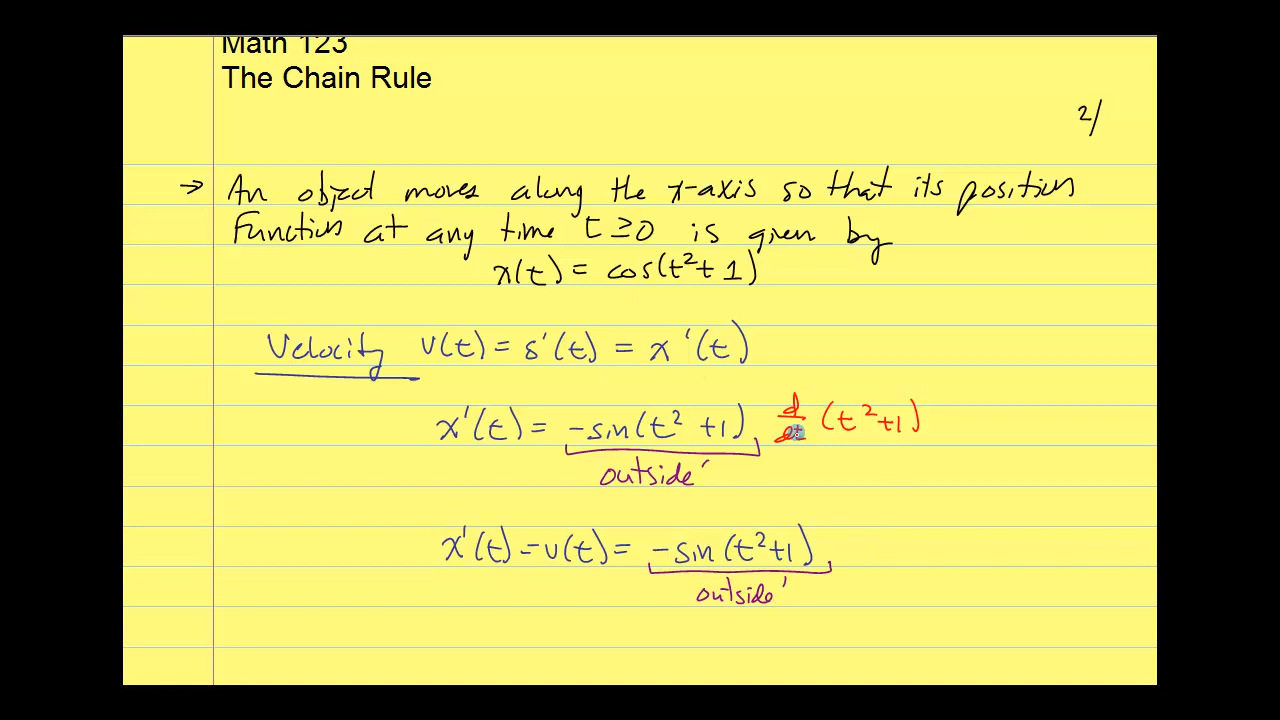 Math 123
The Chain Rule
2/
→ An object moves along the x-axis so that its position
Function at any time t ≥ 0 is given by
x(t) = cos(t² + 1)
Velocity v(t) = s'(t) = x'(t)
x'(t) = -sin(t² + 1) d/dt (t² + 1)
outside'
x'(t) = v(t) = -sin(t² + 1)
outside'